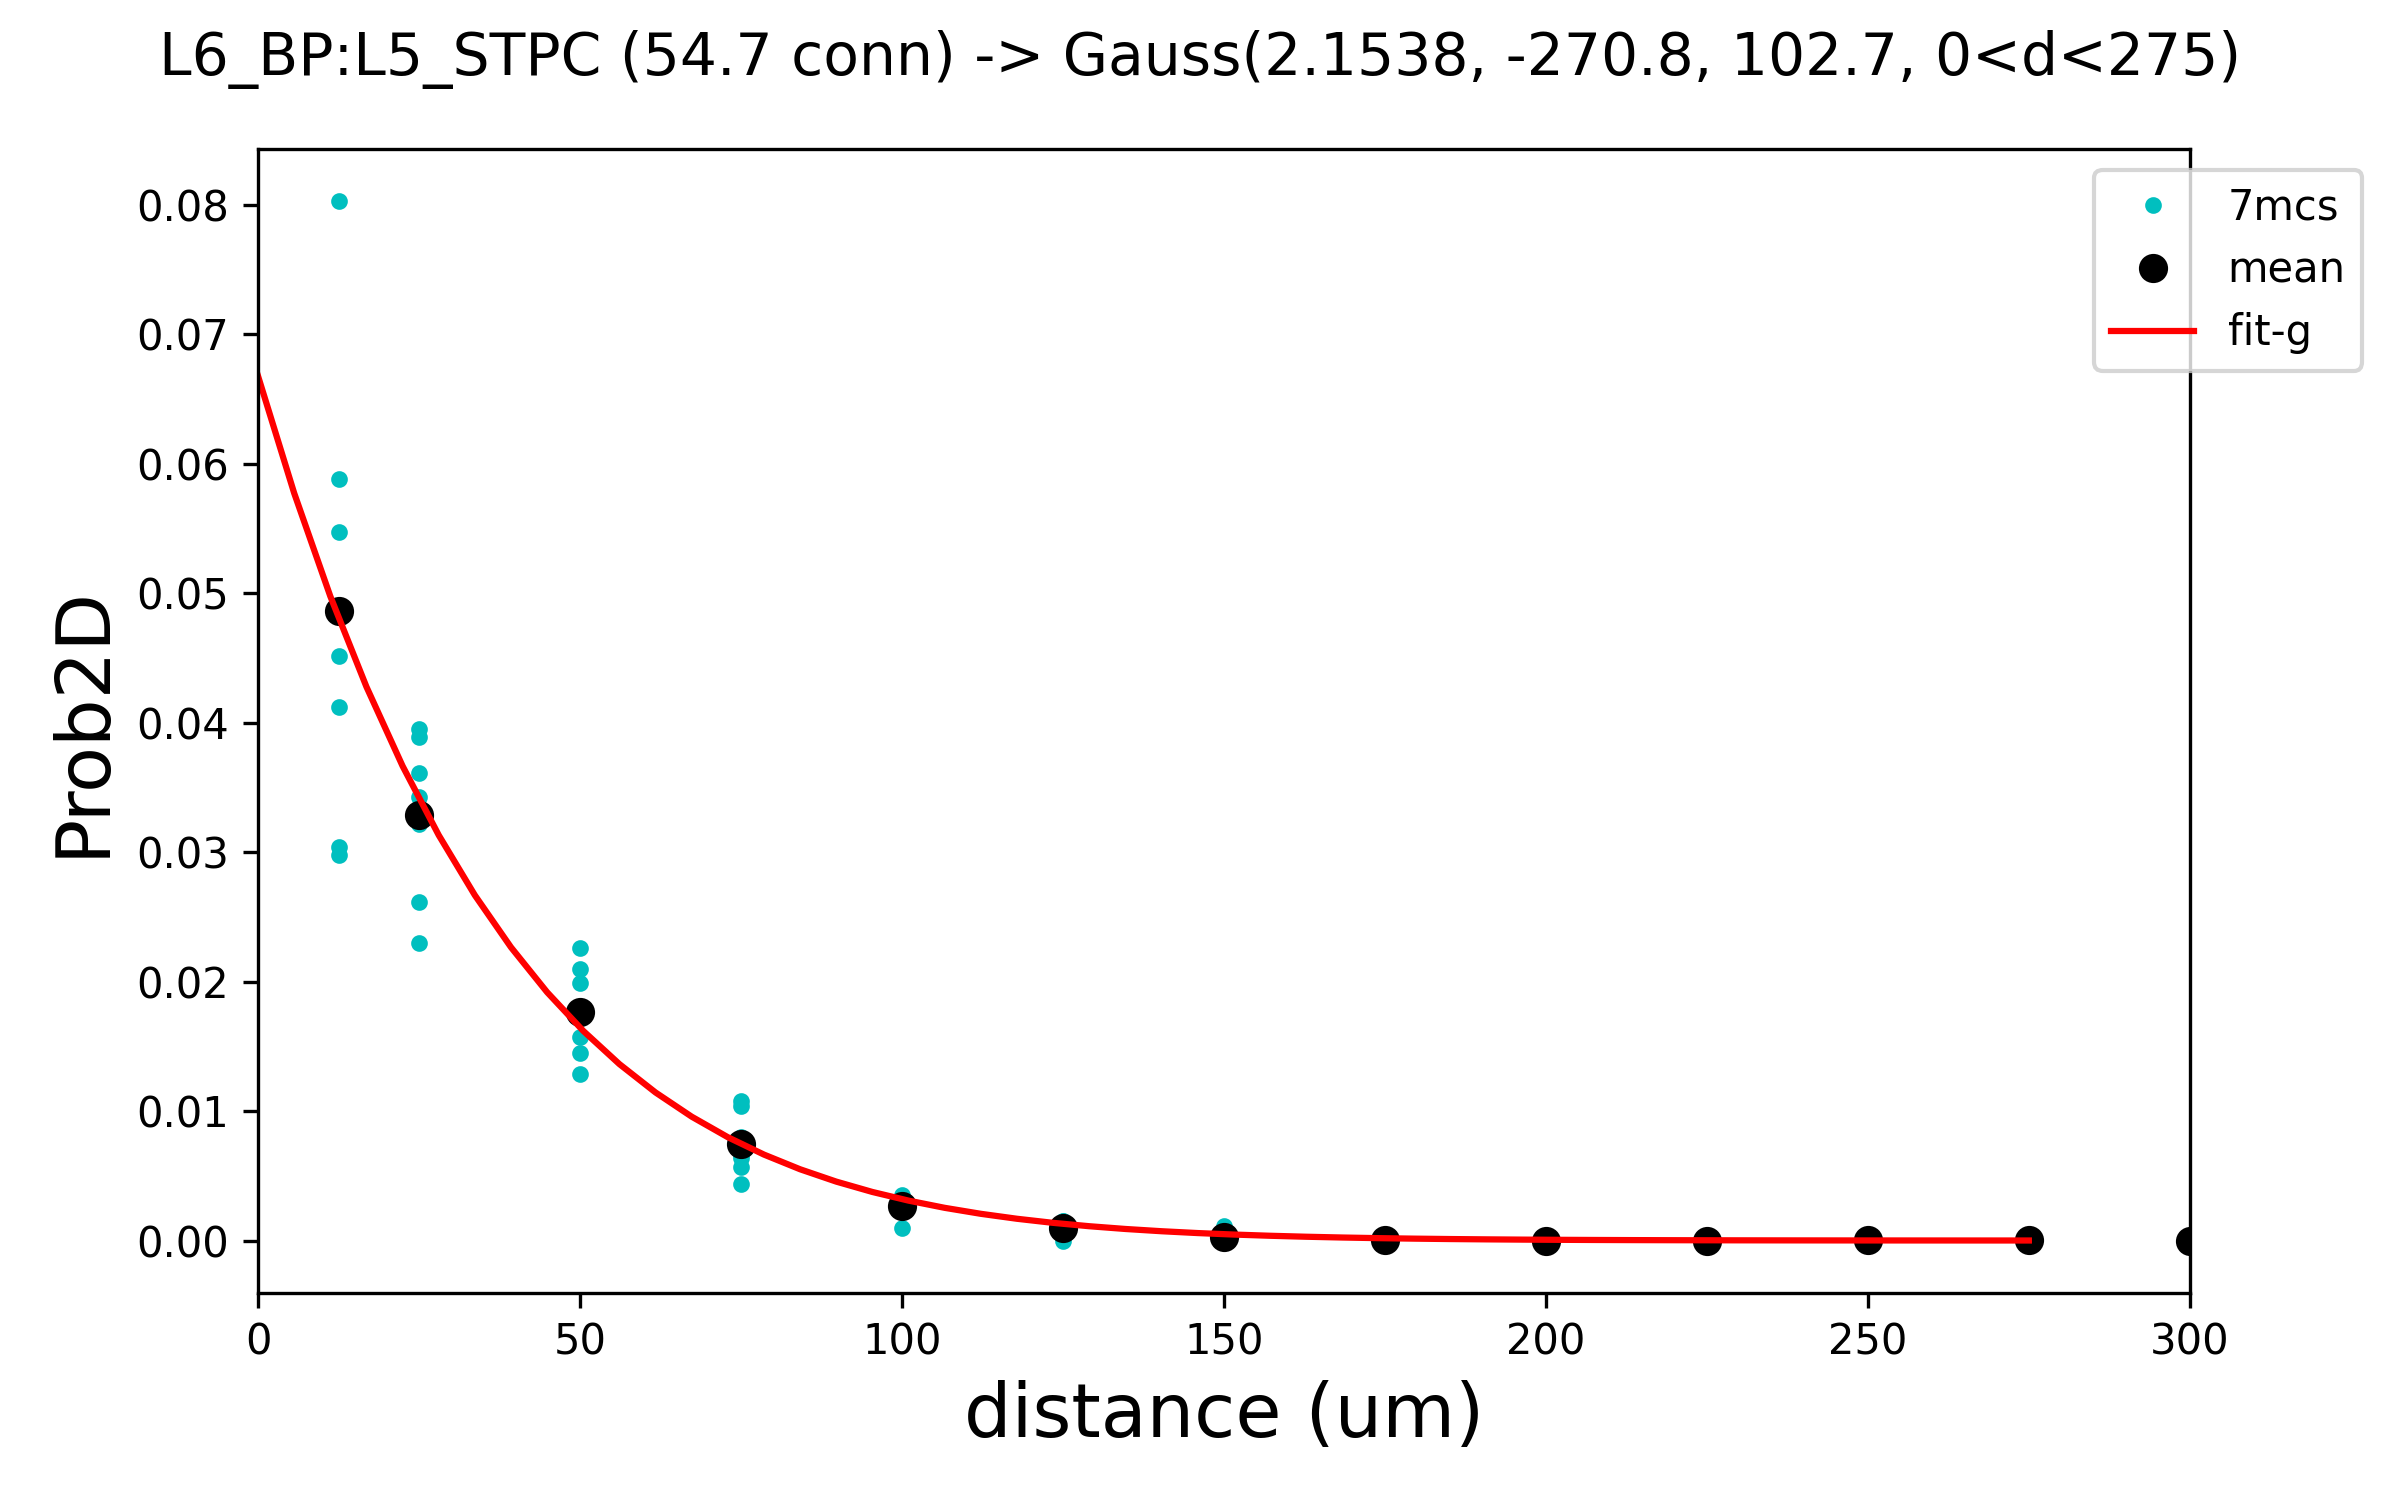 L6_BP:L5_STPC (54.7 conn) -> Gauss(2.1538, -270.8, 102.7, 0<d<275)
7mcs
mean
fit-g
Prob2D
0.08
0.07
0.06
0.05
0.04
0.03
0.02
0.01
0.00
0 50 100 150 200 250 300
distance (um)